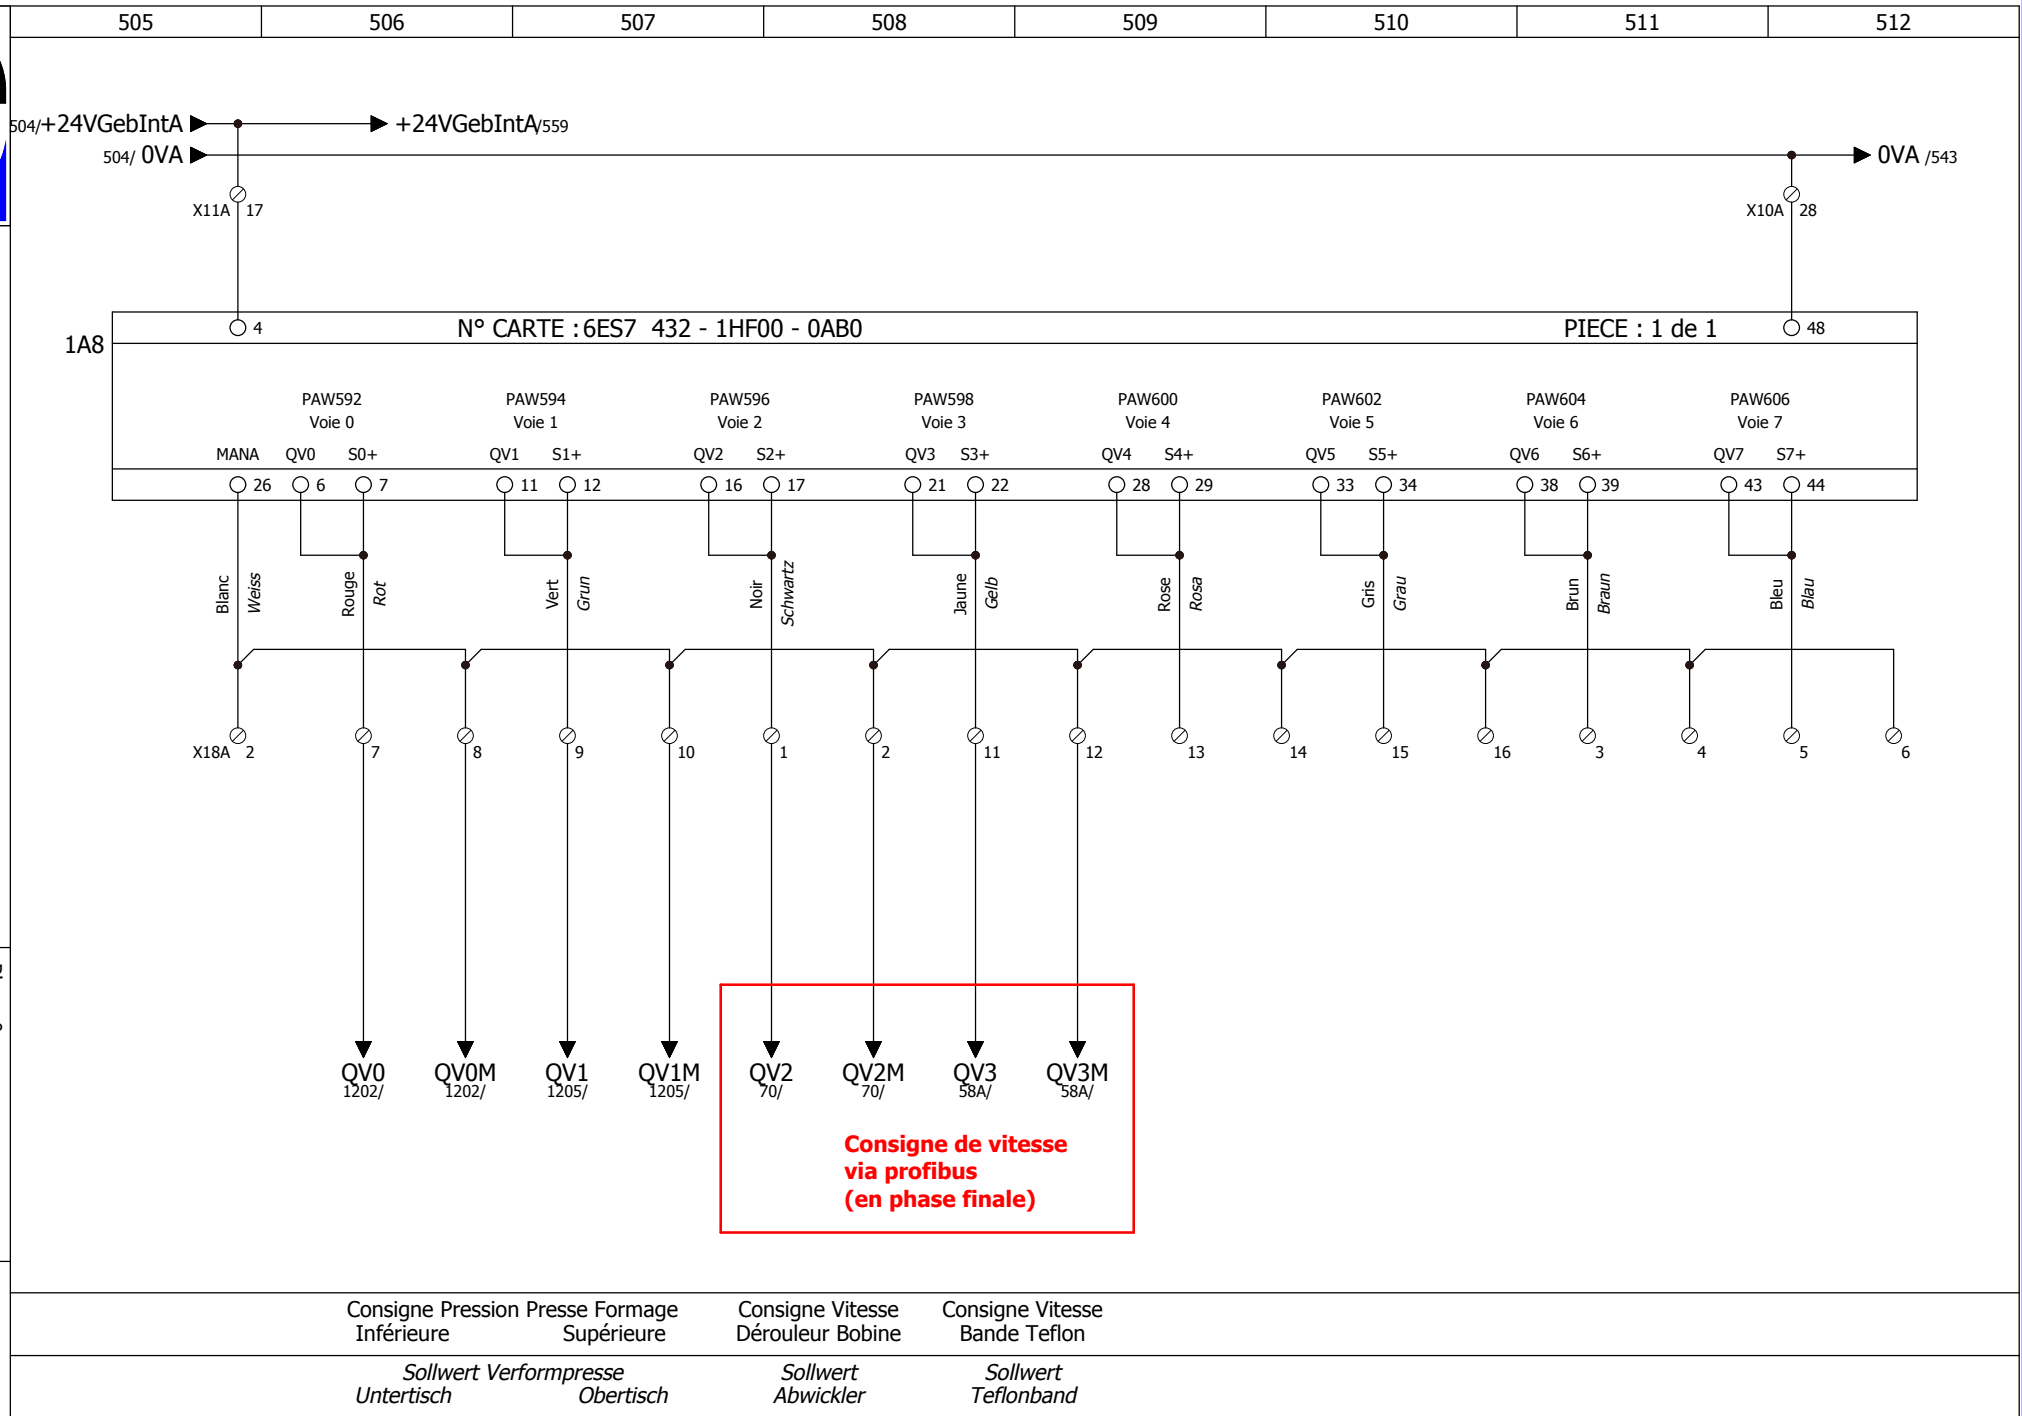 505 506 507 508 509 510 511 512
504/+24VGebIntA +24VGebIntA/559
504/ 0VA 0VA /543
X11A 17 X10A 28
1A8 4 N° CARTE : 6ES7 432 - 1HF00 - 0AB0 PIECE : 1 de 1 48
PAW592 PAW594 PAW596 PAW598 PAW600 PAW602 PAW604 PAW606
Voie 0 Voie 1 Voie 2 Voie 3 Voie 4 Voie 5 Voie 6 Voie 7
MANA QV0 S0+ QV1 S1+ QV2 S2+ QV3 S3+ QV4 S4+ QV5 S5+ QV6 S6+ QV7 S7+
26 6 7 11 12 16 17 21 22 28 29 33 34 38 39 43 44
Blanc Weiss Rouge Rot Vert Grun Noir Schwartz Jaune Gelb Rose Rosa Gris Grau Brun Braun Bleu Blau
X18A 2 7 8 9 10 1 2 11 12 13 14 15 16 3 4 5 6
QV0 QV0M QV1 QV1M QV2 QV2M QV3 QV3M
1202/ 1202/ 1205/ 1205/ 70/ 70/ 58A/ 58A/
Consigne de vitesse
via profibus
(en phase finale)
Consigne Pression Presse Formage Consigne Vitesse Consigne Vitesse
Inférieure Supérieure Dérouleur Bobine Bande Teflon
Sollwert Verformpresse Sollwert Sollwert
Untertisch Obertisch Abwickler Teflonband